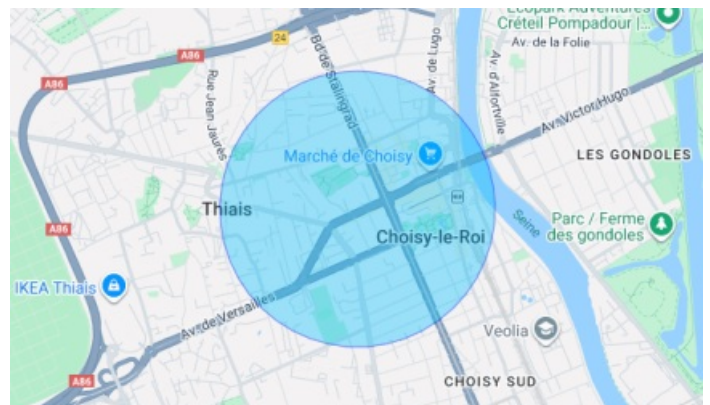 Ecopark Adventures
Créteil Pompadour |...
A86
24
Bd de Stalingrad
Av. de Lugo
Av. de la Folie
Av. d'Alfortville
A86
Rue Jean Jaurès
Av. Victor Hugo
Marché de Choisy
LES GONDOLES
Thiais
Seine
A86
Choisy-le-Roi
Parc / Ferme
des gondoles
IKEA Thiais
Av. de Versailles
Veolia
A86
CHOISY SUD